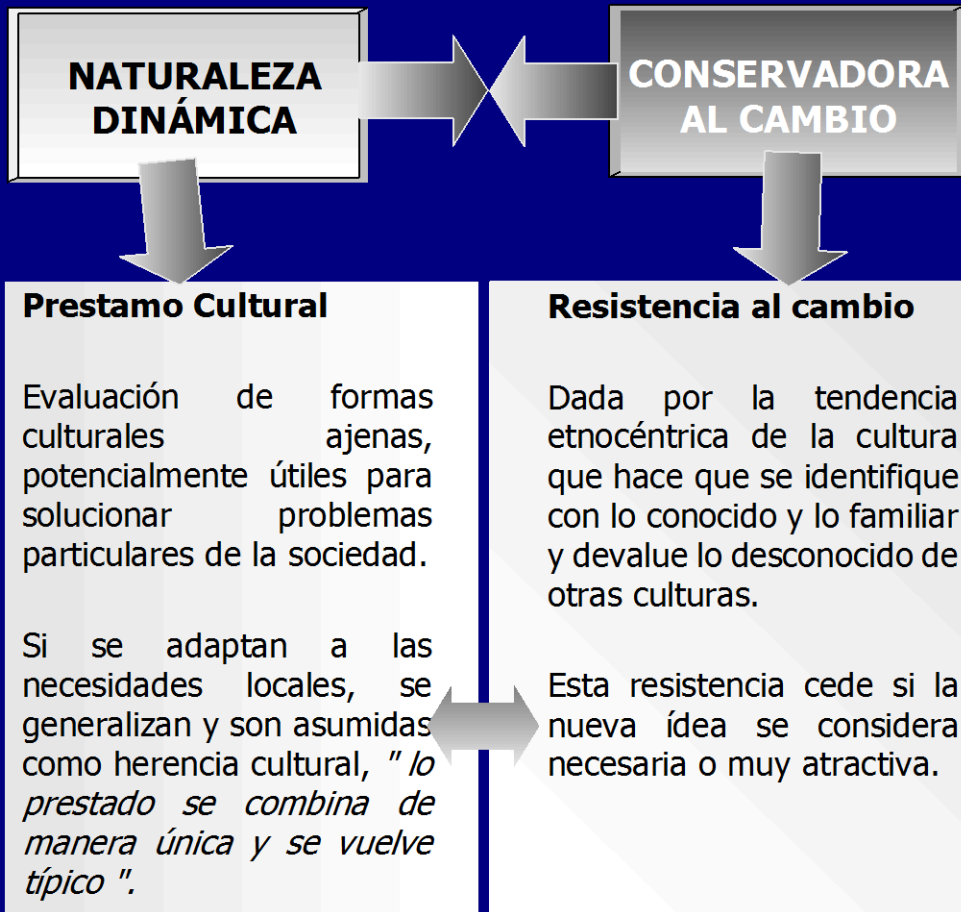 NATURALEZA
DINÁMICA
CONSERVADORA
AL CAMBIO
Prestamo Cultural
Evaluación de formas
culturales ajenas,
potencialmente útiles para
solucionar problemas
particulares de la sociedad.
Si se adaptan a las
necesidades locales, se
generalizan y son asumidas
como herencia cultural, " lo
prestado se combina de
manera única y se vuelve
típico ".
Resistencia al cambio
Dada por la tendencia
etnocéntrica de la cultura
que hace que se identifique
con lo conocido y lo familiar
y devalue lo desconocido de
otras culturas.
Esta resistencia cede si la
nueva ídea se considera
necesaria o muy atractiva.